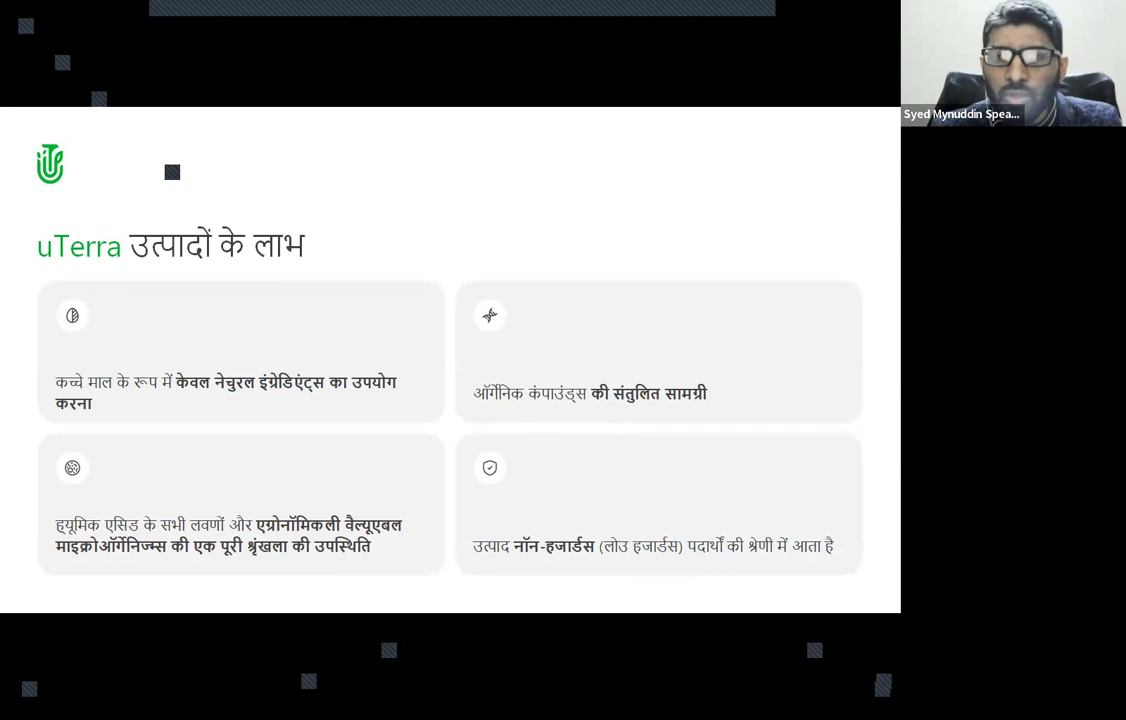 Syed Mynuddin Spea...
uTerra उत्पादों के लाभ
कच्चे माल के रूप में केवल नेचुरल इंग्रेडिएंट्स का उपयोग
करना
ऑर्गेनिक कंपाउंड्स की संतुलित सामग्री
ह्यूमिक एसिड के सभी लवणों और एग्रोनॉमिकली वैल्यूएबल
माइक्रोऑर्गेनिज्म्स की एक पूरी श्रृंखला की उपस्थिति
उत्पाद नॉन-हजार्डस (लोउ हजार्डस) पदार्थों की श्रेणी में आता है